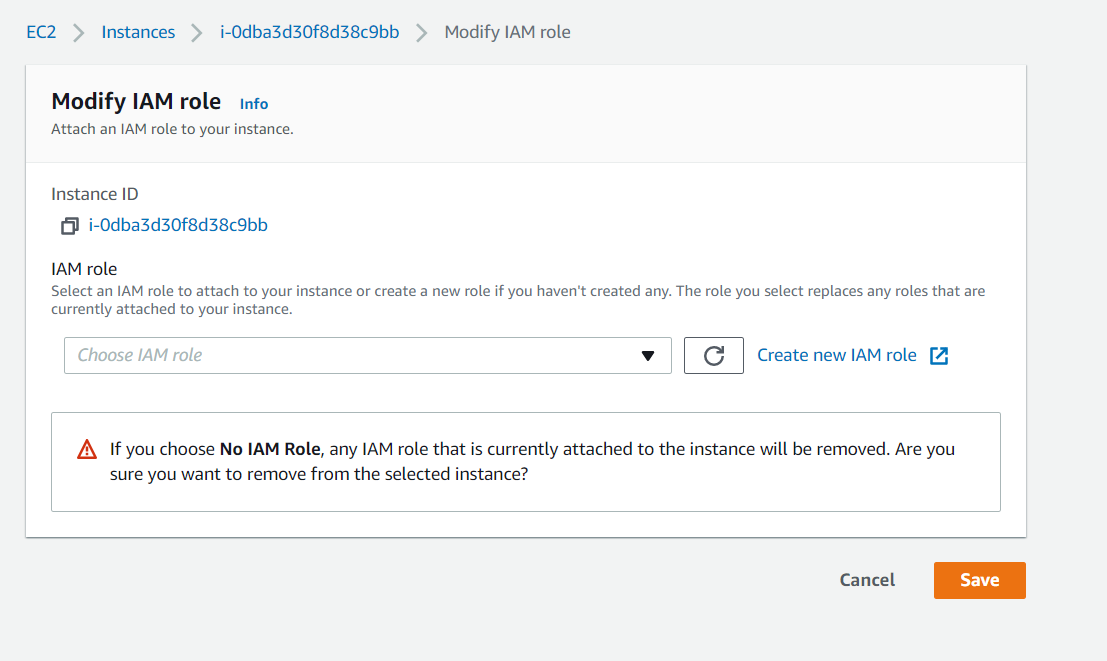 EC2 > Instances > i-0dba3d30f8d38c9bb > Modify IAM role
Modify IAM role Info
Attach an IAM role to your instance.
Instance ID
i-0dba3d30f8d38c9bb
IAM role
Select an IAM role to attach to your instance or create a new role if you haven't created any. The role you select replaces any roles that are
currently attached to your instance.
Choose IAM role
Create new IAM role
If you choose No IAM Role, any IAM role that is currently attached to the instance will be removed. Are you
sure you want to remove from the selected instance?
Cancel Save